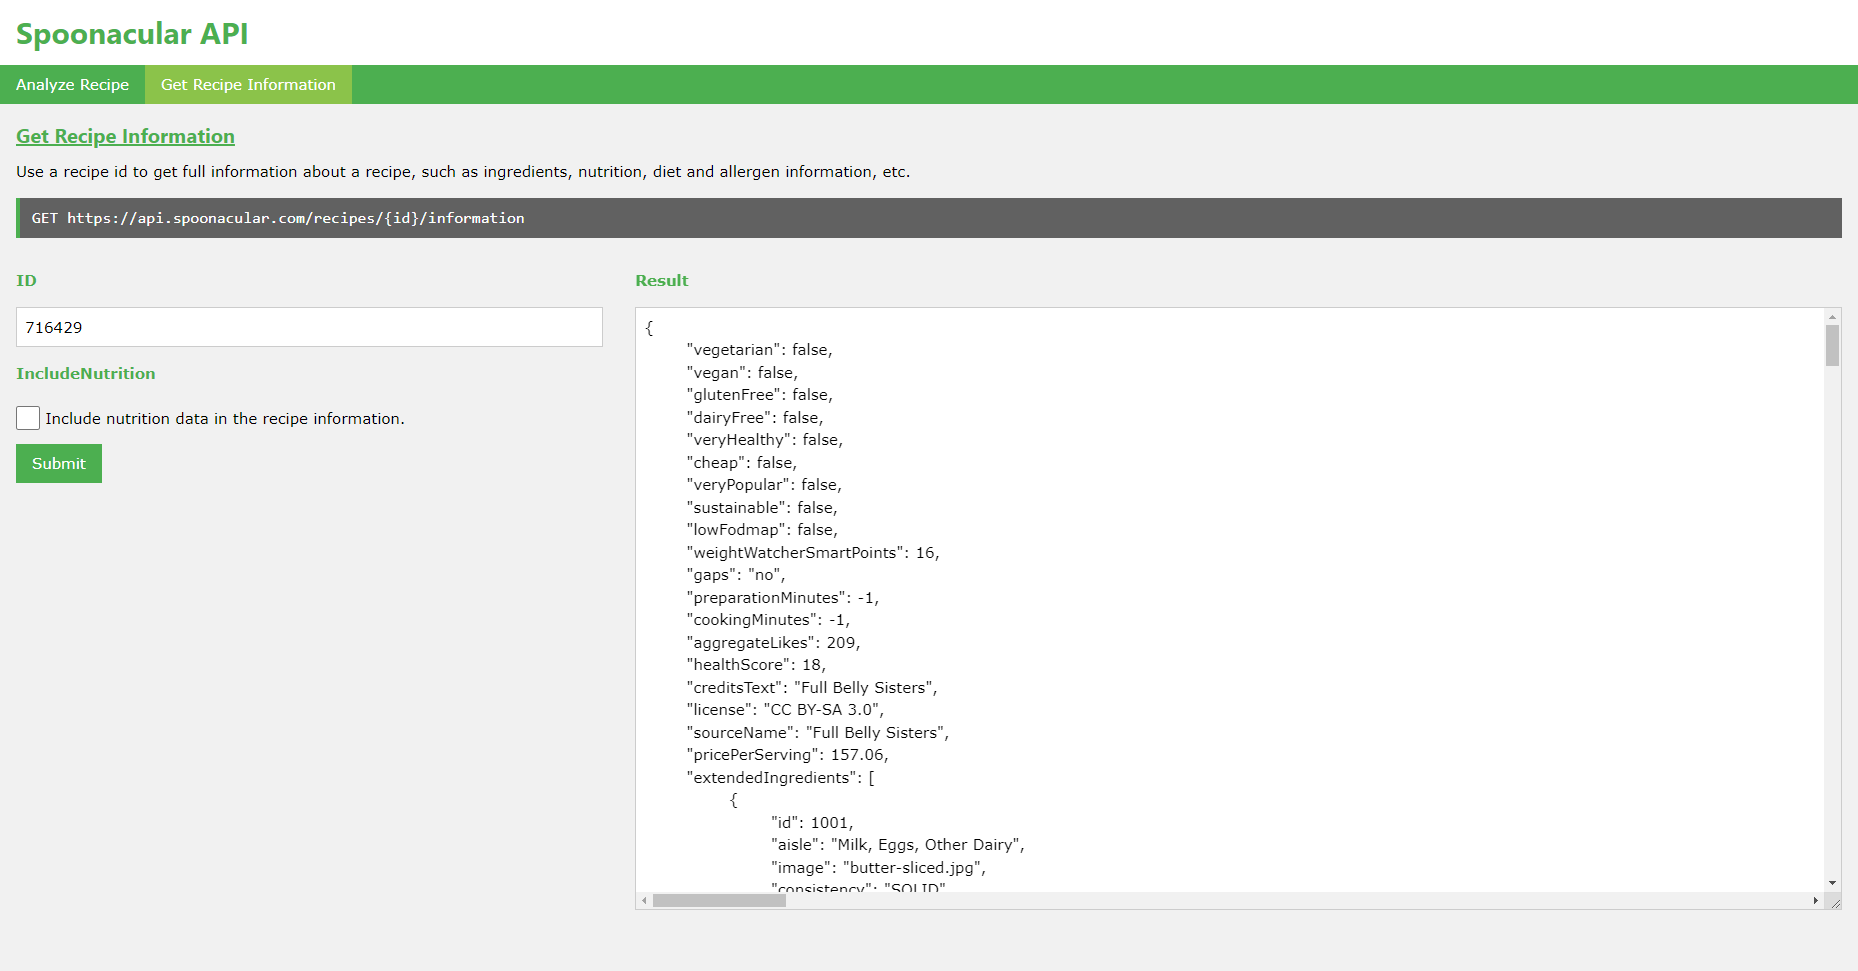 Spoonacular API
Analyze Recipe
Get Recipe Information
Get Recipe Information
Use a recipe id to get full information about a recipe, such as ingredients, nutrition, diet and allergen information, etc.
GET https://api.spoonacular.com/recipes/{id}/information
ID
716429
IncludeNutrition
Include nutrition data in the recipe information.
Submit
Result
{
"vegetarian": false,
"vegan": false,
"glutenFree": false,
"dairyFree": false,
"veryHealthy": false,
"cheap": false,
"veryPopular": false,
"sustainable": false,
"lowFodmap": false,
"weightWatcherSmartPoints": 16,
"gaps": "no",
"preparationMinutes": -1,
"cookingMinutes": -1,
"aggregateLikes": 209,
"healthScore": 18,
"creditsText": "Full Belly Sisters",
"license": "CC BY-SA 3.0",
"sourceName": "Full Belly Sisters",
"pricePerServing": 157.06,
"extendedIngredients": [
{
"id": 1001,
"aisle": "Milk, Eggs, Other Dairy",
"image": "butter-sliced.jpg",
"consistency": "SOLID"